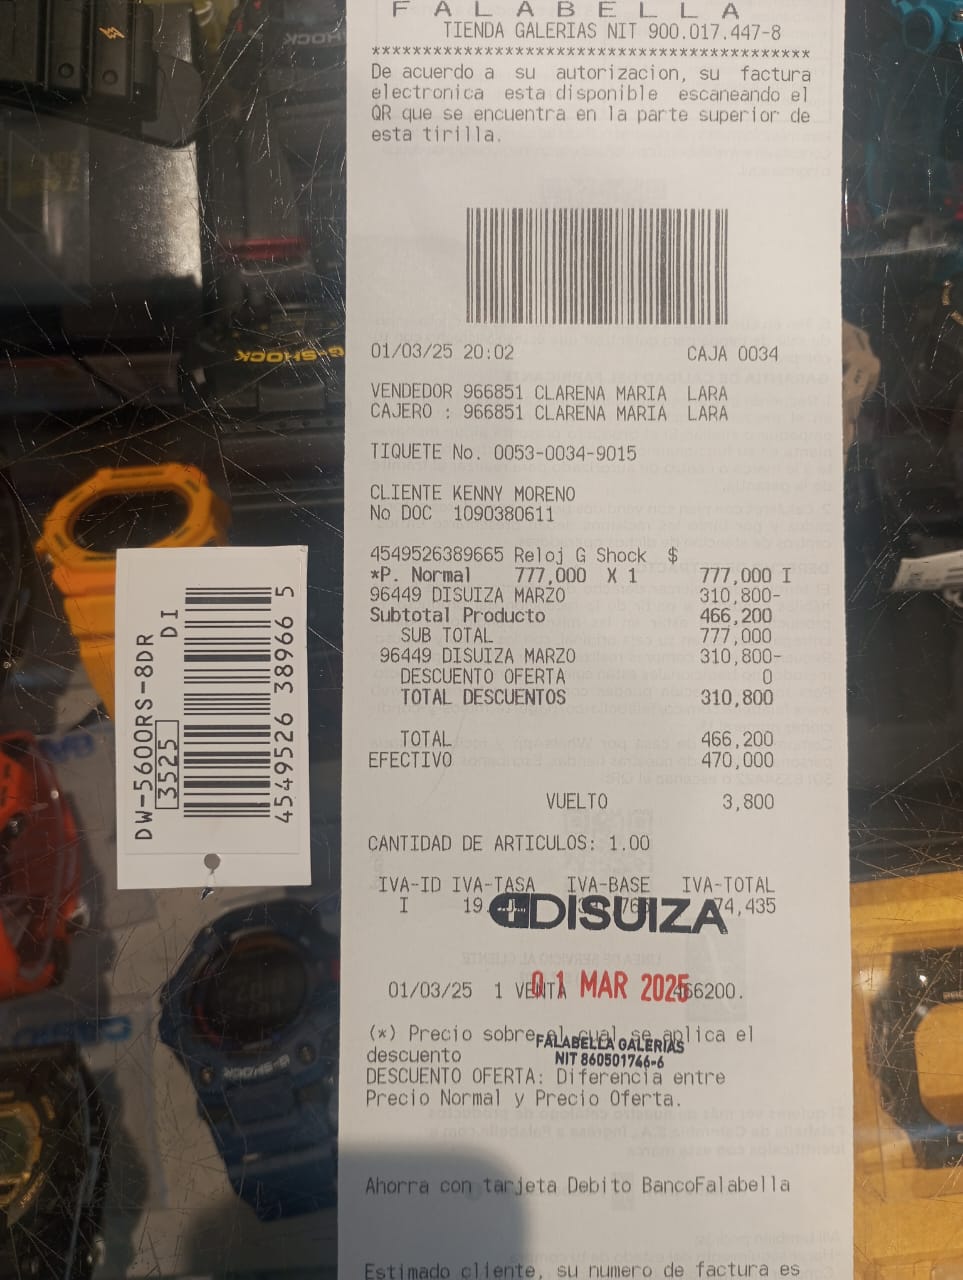 FALABELLA
TIENDA GALERIAS NIT 900.017.447-8
******************************************
De acuerdo a su autorizacion, su factura
electronica esta disponible escaneando el
QR que se encuentra en la parte superior de
esta tirilla.
01/03/25 20:02 CAJA 0034
VENDEDOR 966851 CLARENA MARIA LARA
CAJERO : 966851 CLARENA MARIA LARA
TIQUETE No. 0053-0034-9015
CLIENTE KENNY MORENO
No DOC 1090380611
4549526389665 Reloj G Shock $
*P. Normal 777,000 X 1 777,000 I
96449 DISUIZA MARZO 310,800-
Subtotal Producto 466,200
SUB TOTAL 777,000
96449 DISUIZA MARZO 310,800-
DESCUENTO OFERTA 0
TOTAL DESCUENTOS 310,800
TOTAL 466,200
EFECTIVO 470,000
VUELTO 3,800
CANTIDAD DE ARTICULOS: 1.00
IVA-ID IVA-TASA IVA-BASE IVA-TOTAL
I 19. 74,435
DISUIZA
01/03/25 1 VENTA 466200.
01 MAR 2025
(*) Precio sobre el cual se aplica el
descuento
FALABELLA GALERIAS
NIT 860501746-6
DESCUENTO OFERTA: Diferencia entre
Precio Normal y Precio Oferta.
Ahorra con tarjeta Debito BancoFalabella
Estimado cliente, su numero de factura es
DW-5600RS-8DR
DI
3525
4549526 38966 5
G-SHOCK
G-SHOCK